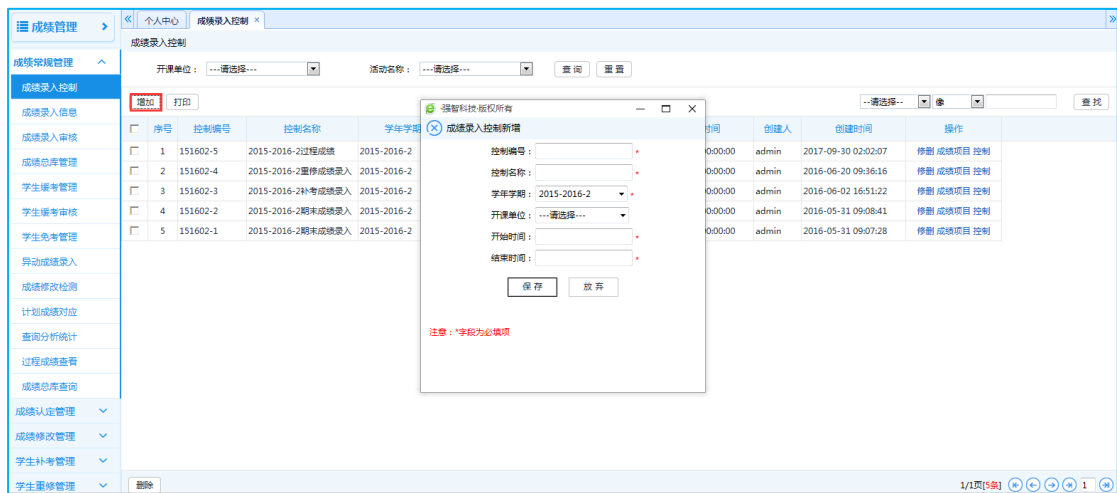 成绩管理
个人中心 成绩录入控制 ×
成绩录入控制
成绩常规管理
成绩录入控制
成绩录入信息
成绩录入审核
成绩总库管理
学生缓考管理
学生缓考审核
学生免考管理
异动成绩录入
成绩修改检测
计划成绩对应
查询分析统计
过程成绩查看
成绩总库查询
成绩认定管理
成绩修改管理
学生补考管理
学生重修管理
开课单位： ---请选择--- 活动名称： ---请选择--- 查 询 重 置
增加 打印 --请选择-- 像 查 找
序号 控制编号 控制名称 学年学期 时间 创建人 创建时间 操作
1 151602-5 2015-2016-2过程成绩 2015-2016-2 0:00:00 admin 2017-09-30 02:02:07 修删 成绩项目 控制
2 151602-4 2015-2016-2重修成绩录入 2015-2016-2 0:00:00 admin 2016-06-20 09:36:16 修删 成绩项目 控制
3 151602-3 2015-2016-2补考成绩录入 2015-2016-2 0:00:00 admin 2016-06-02 16:51:22 修删 成绩项目 控制
4 151602-2 2015-2016-2期末成绩录入 2015-2016-2 0:00:00 admin 2016-05-31 09:08:41 修删 成绩项目 控制
5 151602-1 2015-2016-2期末成绩录入 2015-2016-2 0:00:00 admin 2016-05-31 09:07:28 修删 成绩项目 控制
-强智科技-版权所有
成绩录入控制新增
控制编号： *
控制名称： *
学年学期： 2015-2016-2 *
开课单位： ---请选择---
开始时间： *
结束时间： *
保 存 放 弃
注意：*字段为必填项
删除 1/1页[5条] 1